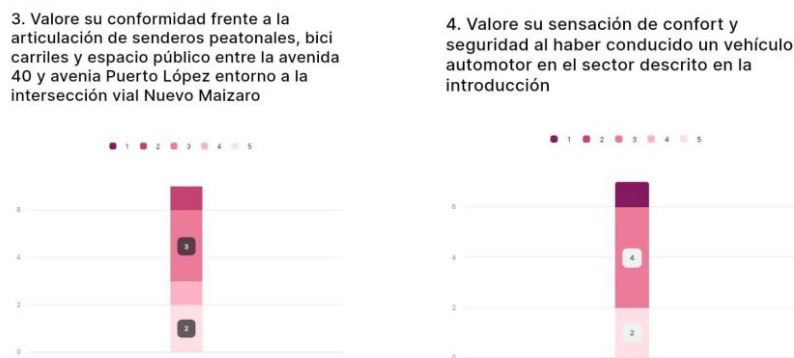 3. Valore su conformidad frente a la
articulación de senderos peatonales, bici
carriles y espacio público entre la avenida
40 y avenia Puerto López entorno a la
intersección vial Nuevo Maizaro
1 2 3 4 5
6
4
3
2
2
0
4. Valore su sensación de confort y
seguridad al haber conducido un vehículo
automotor en el sector descrito en la
introducción
1 2 3 4 5
6
4
4
2
2
0